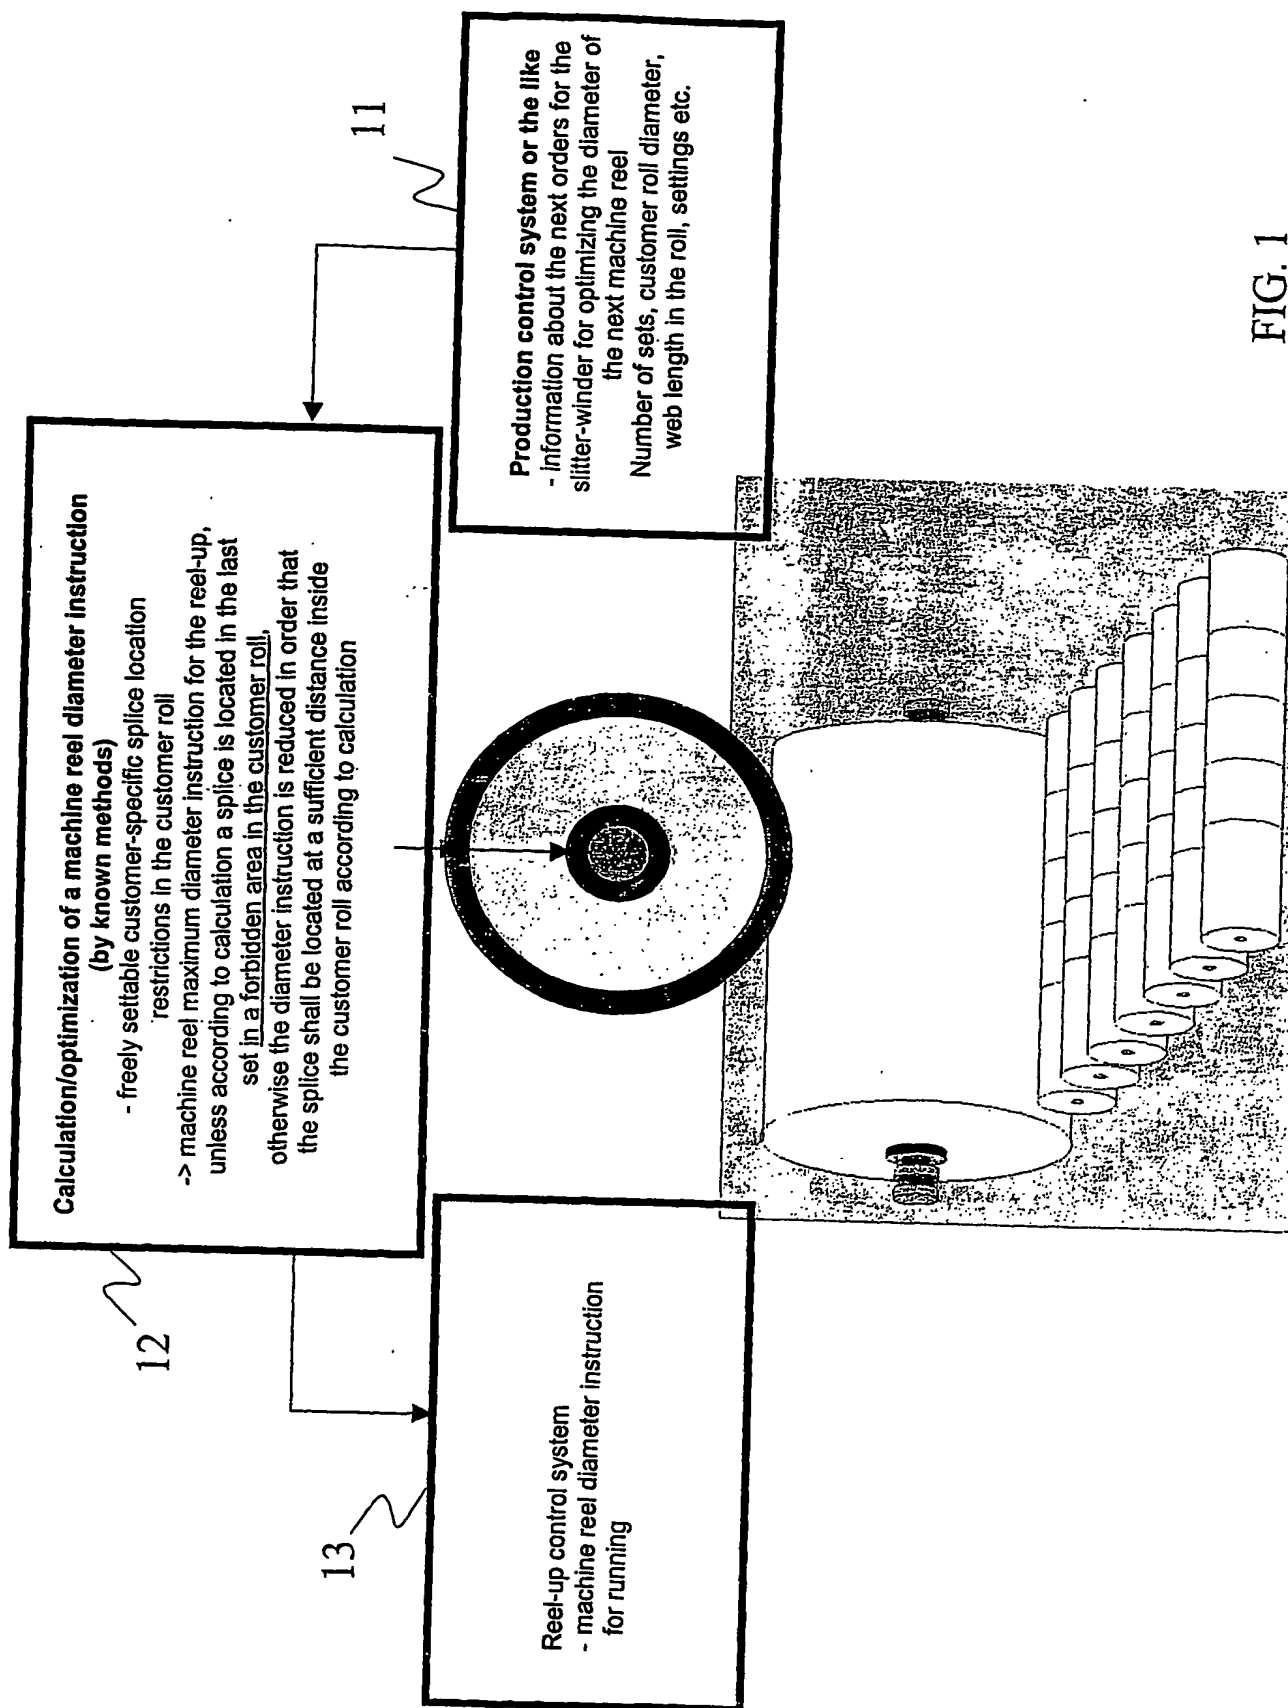 12
Calculation/optimization of a machine reel diameter instruction
(by known methods)
- freely settable customer-specific splice location
restrictions in the customer roll
-> machine reel maximum diameter instruction for the reel-up,
unless according to calculation a splice is located in the last
set in a forbidden area in the customer roll,
otherwise the diameter instruction is reduced in order that
the splice shall be located at a sufficient distance inside
the customer roll according to calculation
13
Reel-up control system
- machine reel diameter instruction
for running
11
Production control system or the like
- information about the next orders for the
slitter-winder for optimizing the diameter of
the next machine reel
Number of sets, customer roll diameter,
web length in the roll, settings etc.
FIG. 1